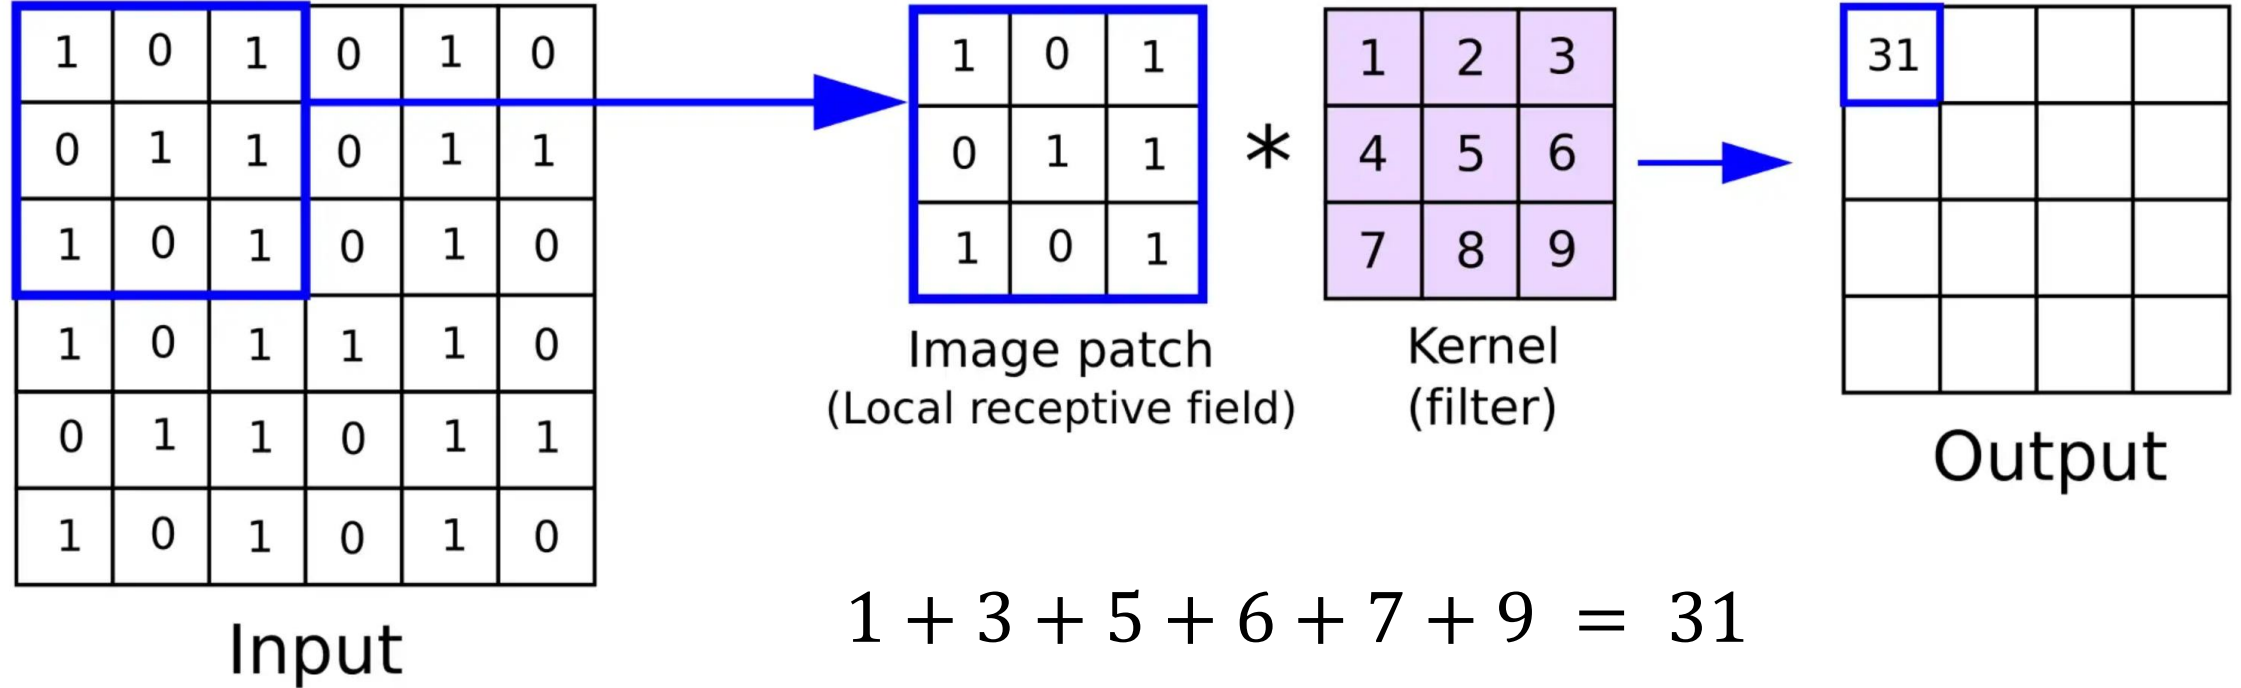 1 0 1 0 1 0
0 1 1 0 1 1
1 0 1 0 1 0
1 0 1 1 1 0
0 1 1 0 1 1
1 0 1 0 1 0
Input
1 0 1
0 1 1
1 0 1
Image patch
(Local receptive field)
*
1 2 3
4 5 6
7 8 9
Kernel
(filter)
31
Output
1 + 3 + 5 + 6 + 7 + 9 = 31